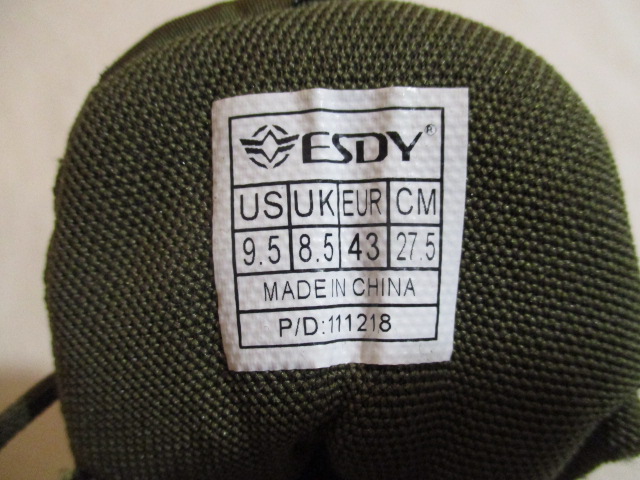 ESDY®
US UK EUR CM
9.5 8.5 43 27.5
MADE IN CHINA
P/D:111218